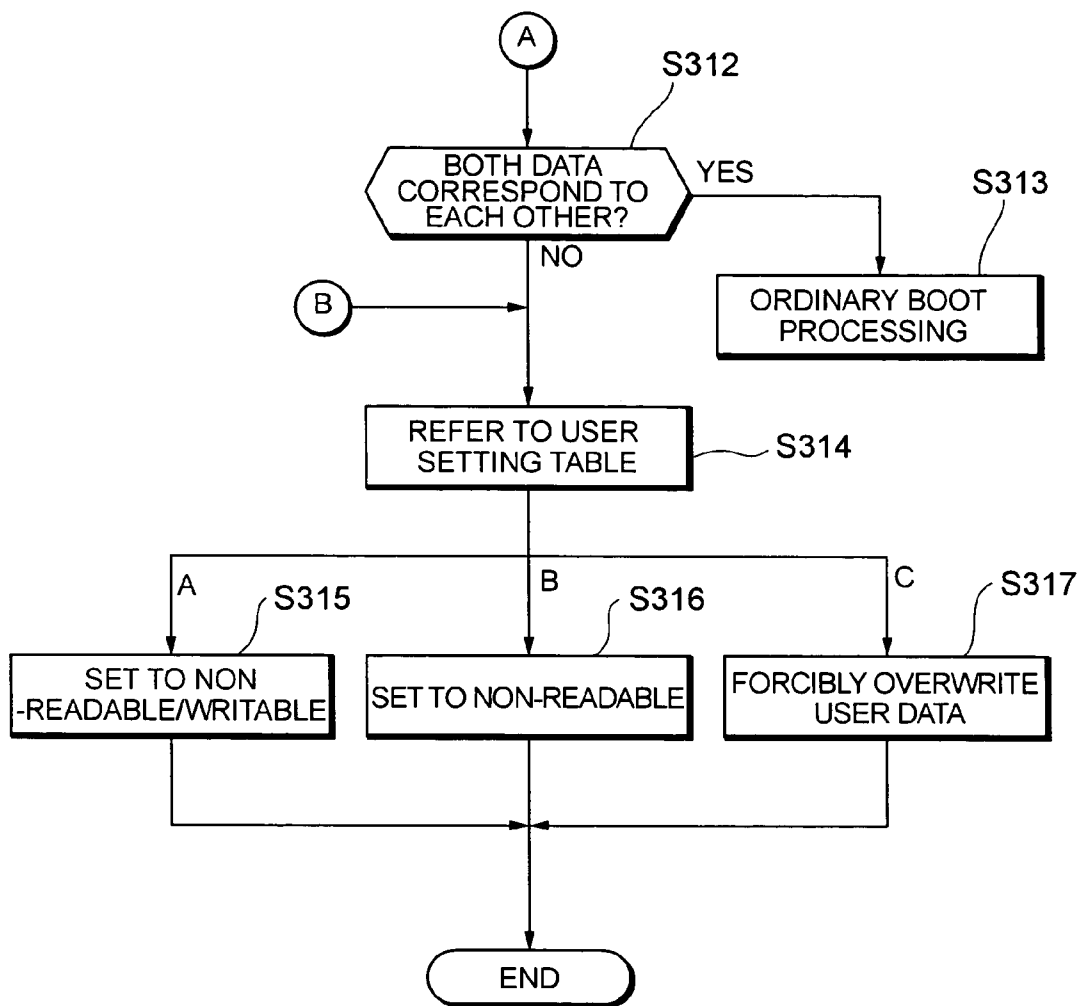 A
S312
BOTH DATA
CORRESPOND TO
EACH OTHER?
YES
S313
NO
ORDINARY BOOT
PROCESSING
B
REFER TO USER
SETTING TABLE
S314
A
S315
B
S316
C
S317
SET TO NON
-READABLE/WRITABLE
SET TO NON-READABLE
FORCIBLY OVERWRITE
USER DATA
END